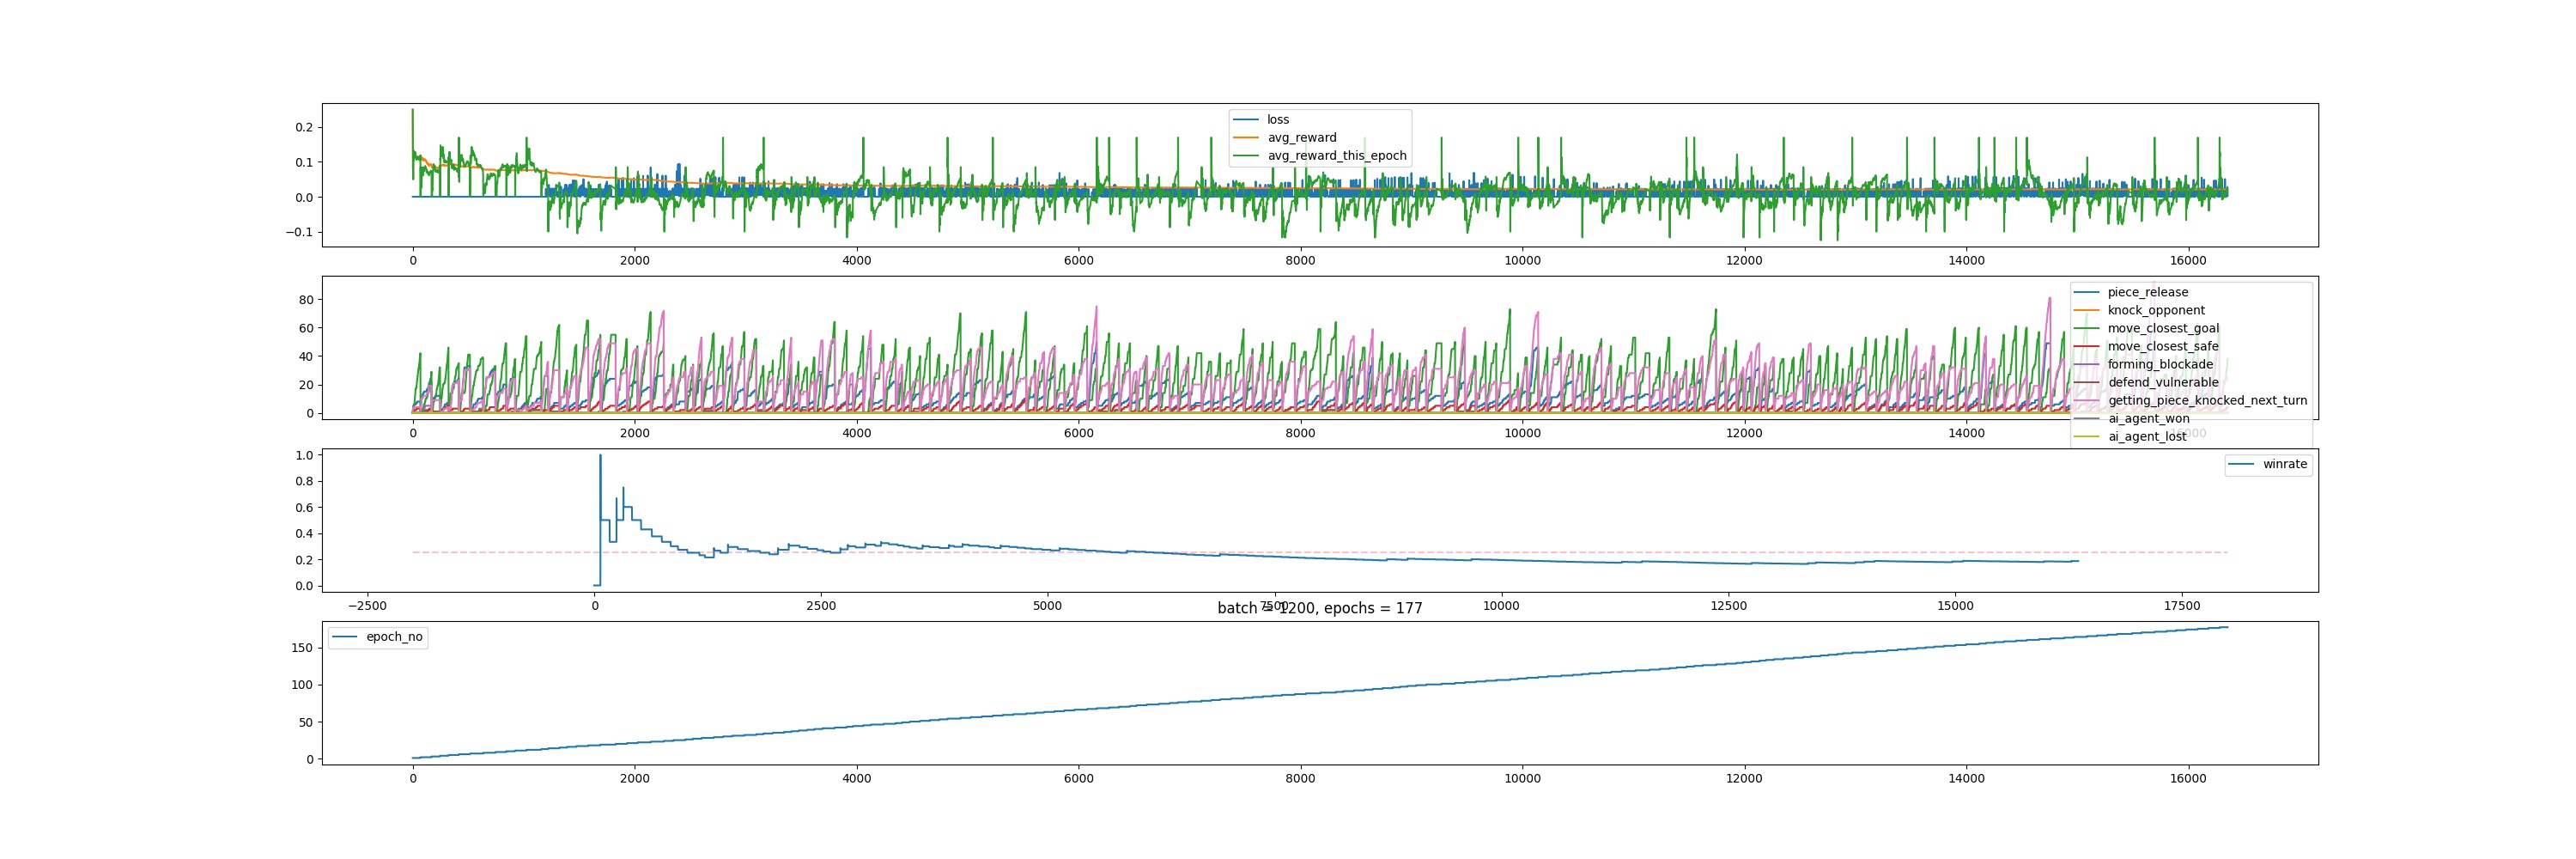 0.2
0.1
0.0
−0.1
loss
avg_reward
avg_reward_this_epoch
0 2000 4000 6000 8000 10000 12000 14000 16000
80
60
40
20
0
piece_release
knock_opponent
move_closest_goal
move_closest_safe
forming_blockade
defend_vulnerable
getting_piece_knocked_next_turn
ai_agent_won
ai_agent_lost
0 2000 4000 6000 8000 10000 12000 14000 16000
1.0
0.8
0.6
0.4
0.2
0.0
winrate
−2500 0 2500 5000 7500 10000 12500 15000 17500
batch = 1200, epochs = 177
150
100
50
0
epoch_no
0 2000 4000 6000 8000 10000 12000 14000 16000